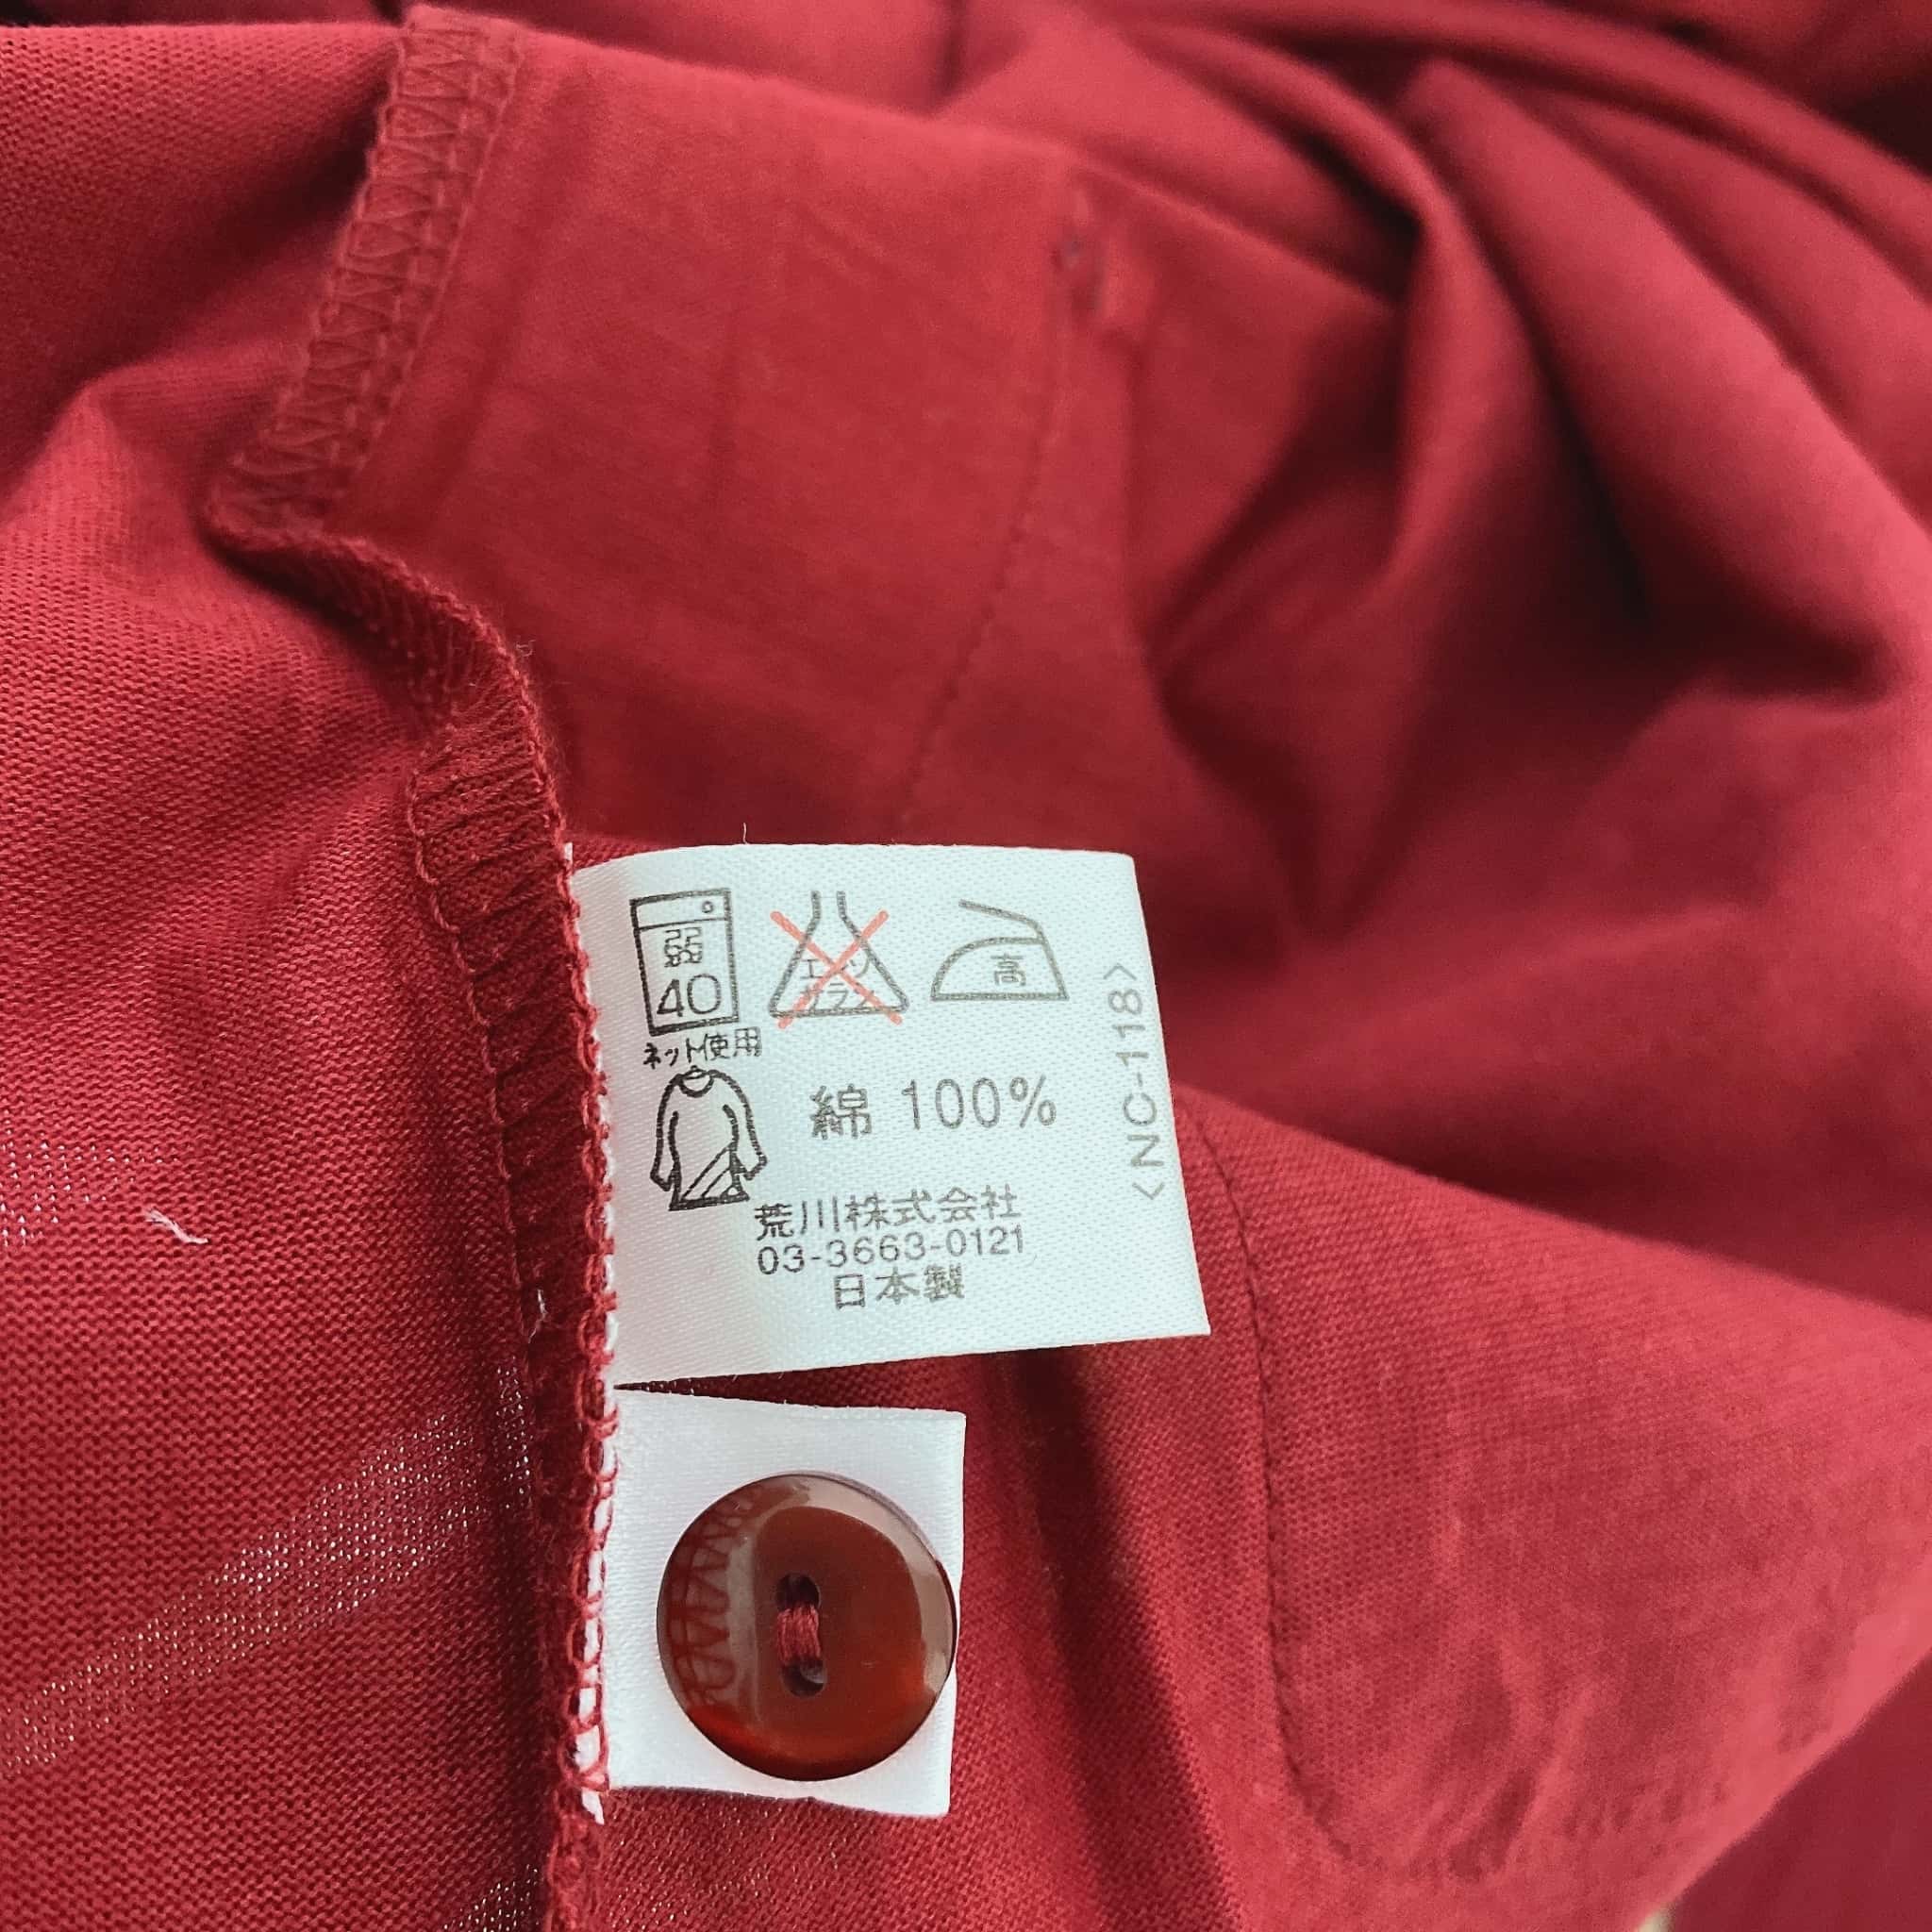 弱
40
エンソ
サラシ
高
ネット使用
綿 100%
<NC-118>
荒川株式会社
03-3663-0121
日本製